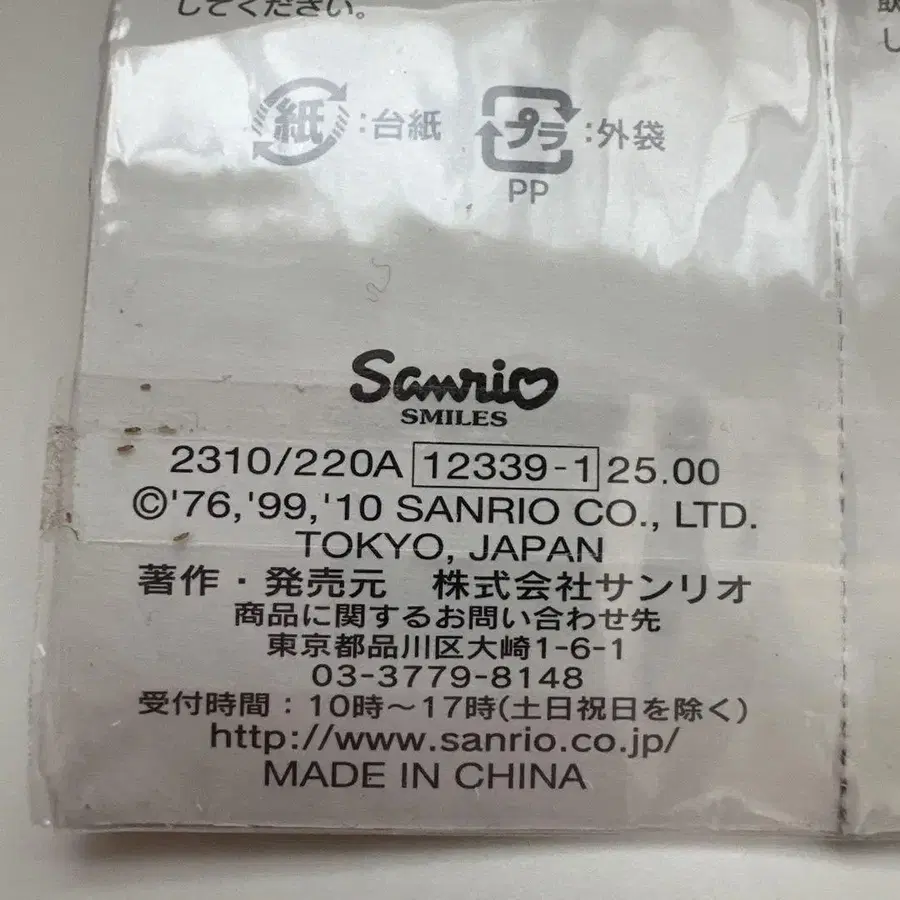 してください。
紙 :台紙
プラ :外袋
PP
Sanrio
SMILES
2310/220A 12339-1 25.00
©'76,'99,'10 SANRIO CO., LTD.
TOKYO, JAPAN
著作・発売元 株式会社サンリオ
商品に関するお問い合わせ先
東京都品川区大崎1-6-1
03-3779-8148
受付時間：10時～17時(土日祝日を除く)
http://www.sanrio.co.jp/
MADE IN CHINA